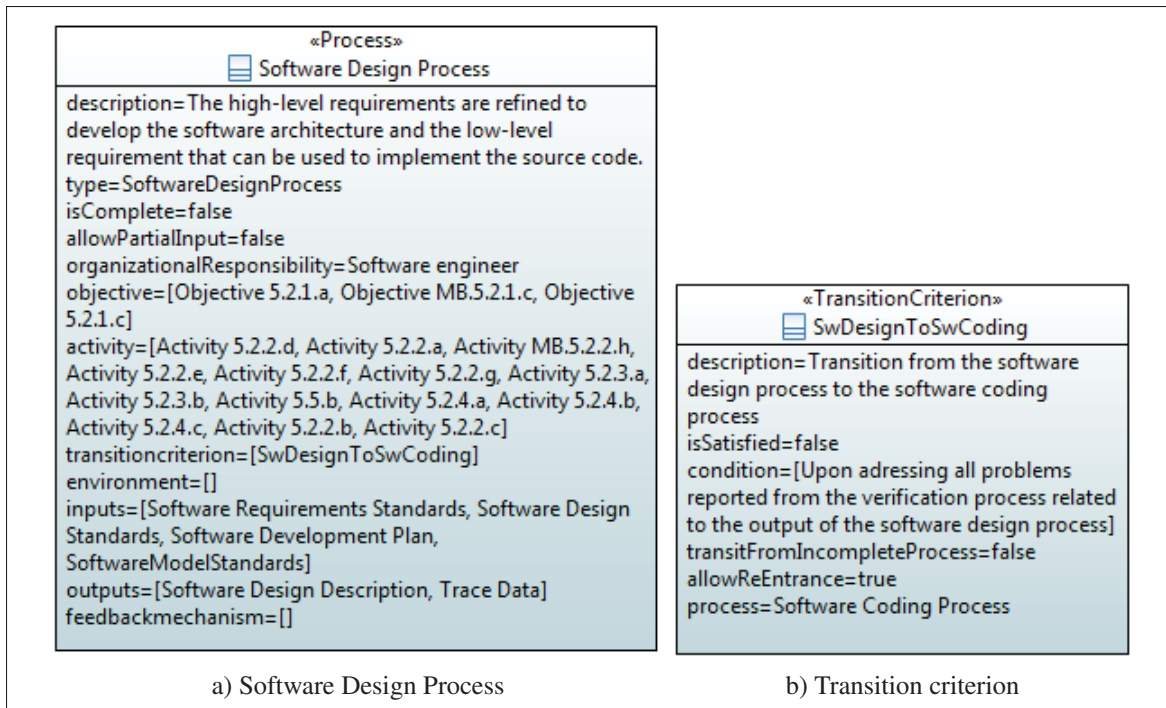 «Process»
Software Design Process
description=The high-level requirements are refined to
develop the software architecture and the low-level
requirement that can be used to implement the source code.
type=SoftwareDesignProcess
isComplete=false
allowPartialInput=false
organizationalResponsibility=Software engineer
objective=[Objective 5.2.1.a, Objective MB.5.2.1.c, Objective
5.2.1.c]
activity=[Activity 5.2.2.d, Activity 5.2.2.a, Activity MB.5.2.2.h,
Activity 5.2.2.e, Activity 5.2.2.f, Activity 5.2.2.g, Activity 5.2.3.a,
Activity 5.2.3.b, Activity 5.5.b, Activity 5.2.4.a, Activity 5.2.4.b,
Activity 5.2.4.c, Activity 5.2.2.b, Activity 5.2.2.c]
transitioncriterion=[SwDesignToSwCoding]
environment=[]
inputs=[Software Requirements Standards, Software Design
Standards, Software Development Plan,
SoftwareModelStandards]
outputs=[Software Design Description, Trace Data]
feedbackmechanism=[]
a) Software Design Process
«TransitionCriterion»
SwDesignToSwCoding
description=Transition from the software
design process to the software coding
process
isSatisfied=false
condition=[Upon adressing all problems
reported from the verification process related
to the output of the software design process]
transitFromIncompleteProcess=false
allowReEntrance=true
process=Software Coding Process
b) Transition criterion